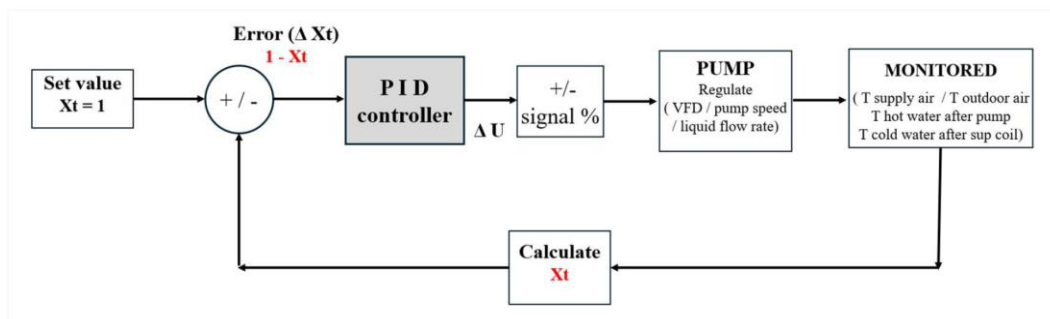 Error (Δ Xt)
1 - Xt
Set value
Xt = 1
+ / -
P I D
controller
Δ U
+/-
signal %
PUMP
Regulate
( VFD / pump speed
/ liquid flow rate)
MONITORED
( T supply air / T outdoor air
T hot water after pump
T cold water after sup coil)
Calculate
Xt